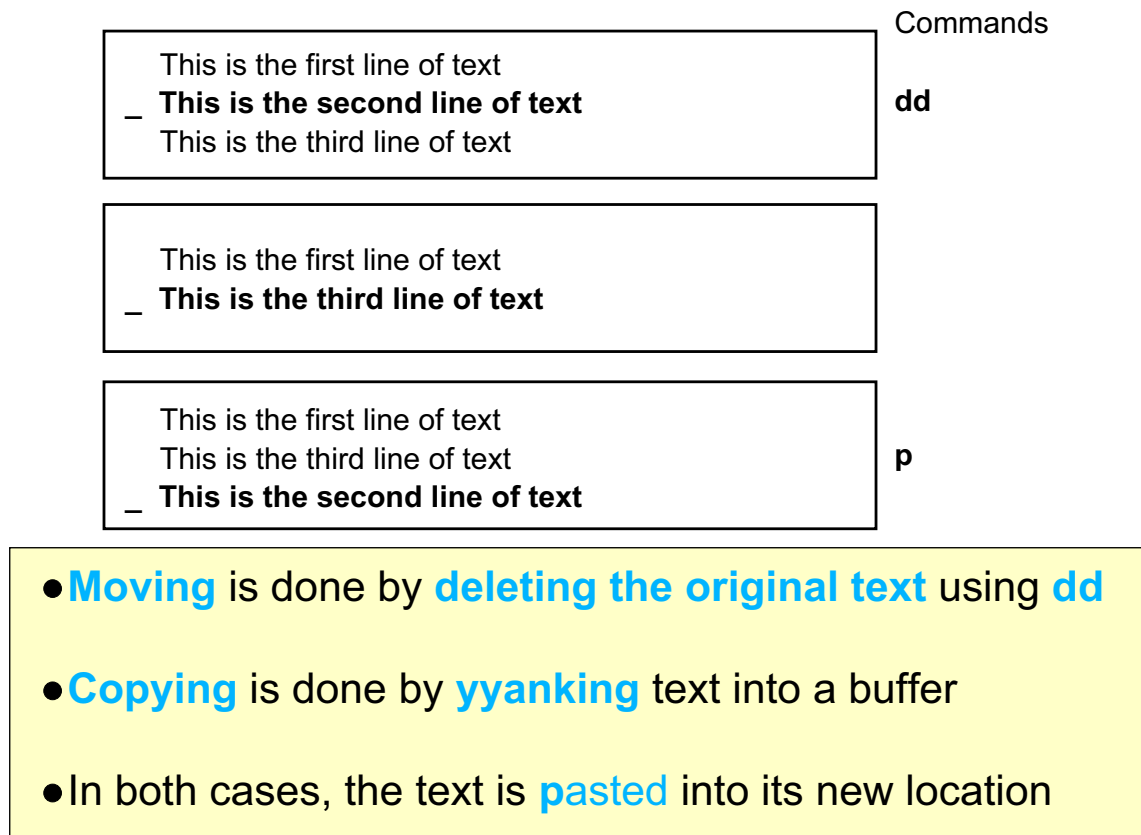 Commands
This is the first line of text
_ This is the second line of text dd
This is the third line of text
This is the first line of text
_ This is the third line of text
This is the first line of text
This is the third line of text p
_ This is the second line of text
●Moving is done by deleting the original text using dd
●Copying is done by yyanking text into a buffer
●In both cases, the text is pasted into its new location